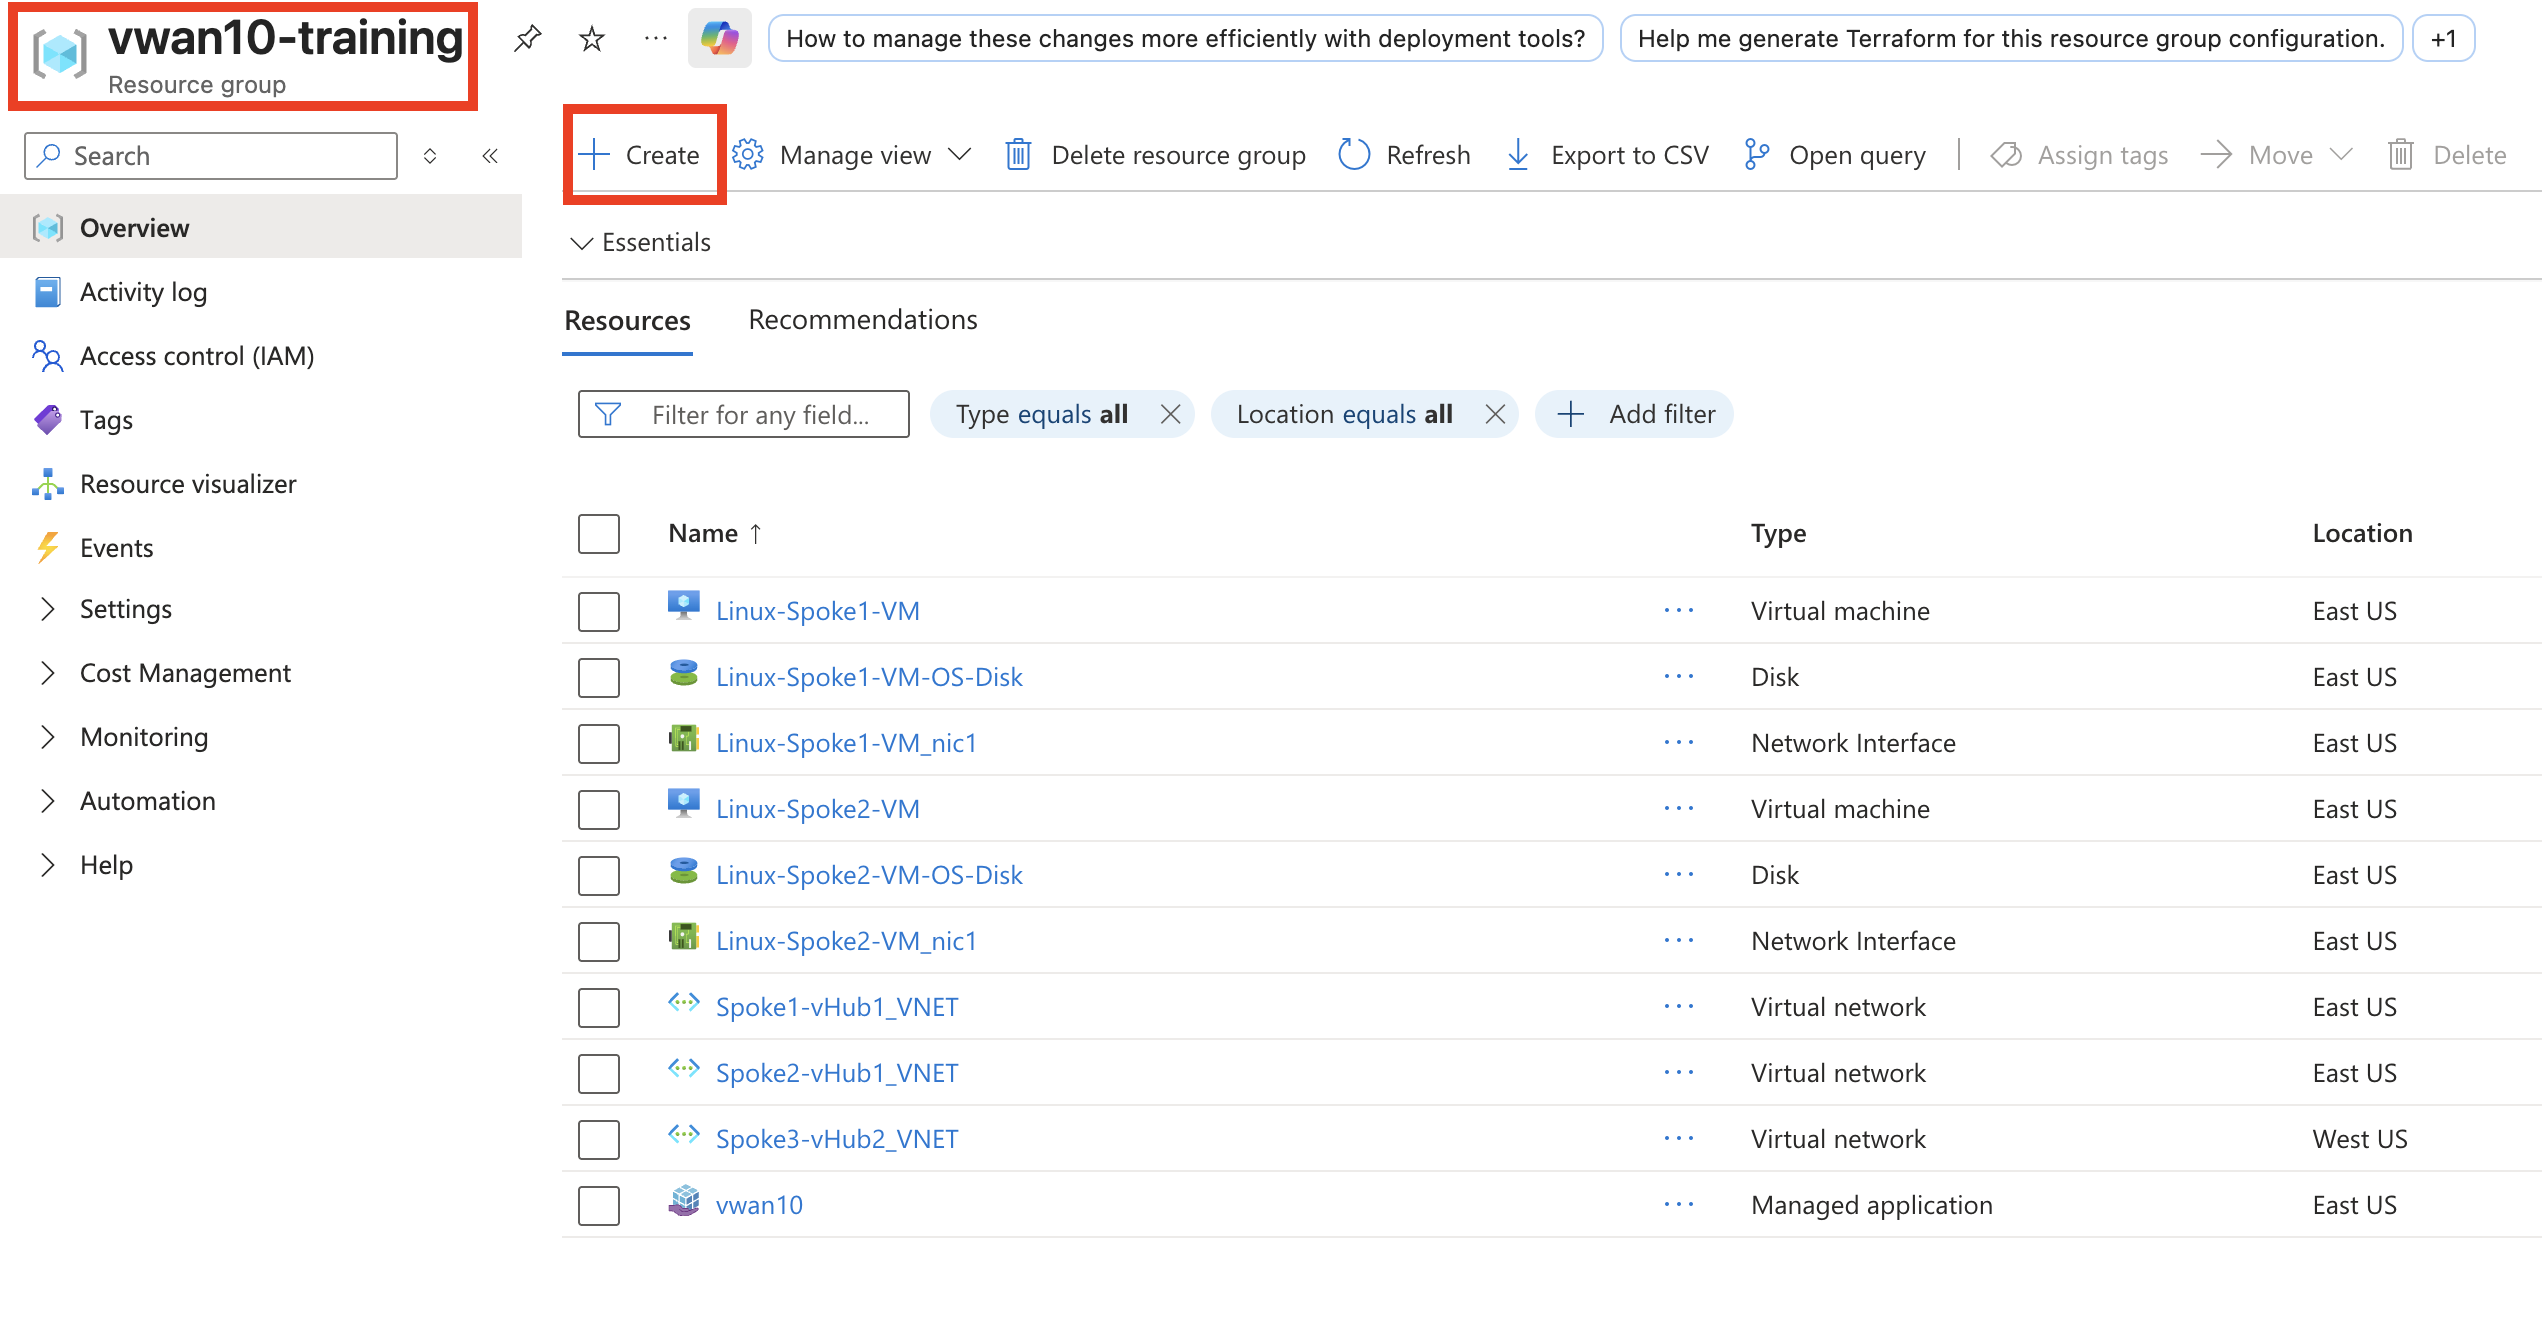 vwan10-training
Resource group
How to manage these changes more efficiently with deployment tools?
Help me generate Terraform for this resource group configuration.
+1
Search
Create
Manage view
Delete resource group
Refresh
Export to CSV
Open query
Assign tags
Move
Delete
Overview
Activity log
Access control (IAM)
Tags
Resource visualizer
Events
Settings
Cost Management
Monitoring
Automation
Help
Essentials
Resources
Recommendations
Filter for any field...
Type equals all
Location equals all
Add filter
Name ↑ Type Location
Linux-Spoke1-VM ... Virtual machine East US
Linux-Spoke1-VM-OS-Disk ... Disk East US
Linux-Spoke1-VM_nic1 ... Network Interface East US
Linux-Spoke2-VM ... Virtual machine East US
Linux-Spoke2-VM-OS-Disk ... Disk East US
Linux-Spoke2-VM_nic1 ... Network Interface East US
Spoke1-vHub1_VNET ... Virtual network East US
Spoke2-vHub1_VNET ... Virtual network East US
Spoke3-vHub2_VNET ... Virtual network West US
vwan10 ... Managed application East US